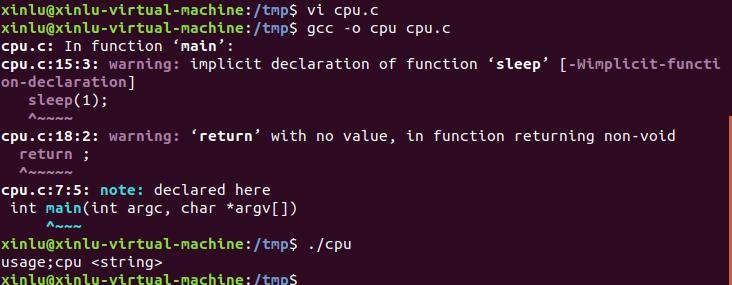 xinlu@xinlu-virtual-machine:/tmp$ vi cpu.c
xinlu@xinlu-virtual-machine:/tmp$ gcc -o cpu cpu.c
cpu.c: In function ‘main’:
cpu.c:15:3: warning: implicit declaration of function ‘sleep’ [-Wimplicit-functi
on-declaration]
   sleep(1);
   ^~~~~
cpu.c:18:2: warning: ‘return’ with no value, in function returning non-void
  return ;
  ^~~~~~
cpu.c:7:5: note: declared here
 int main(int argc, char *argv[])
     ^~~~
xinlu@xinlu-virtual-machine:/tmp$ ./cpu
usage;cpu <string>
xinlu@xinlu-virtual-machine:/tmp$